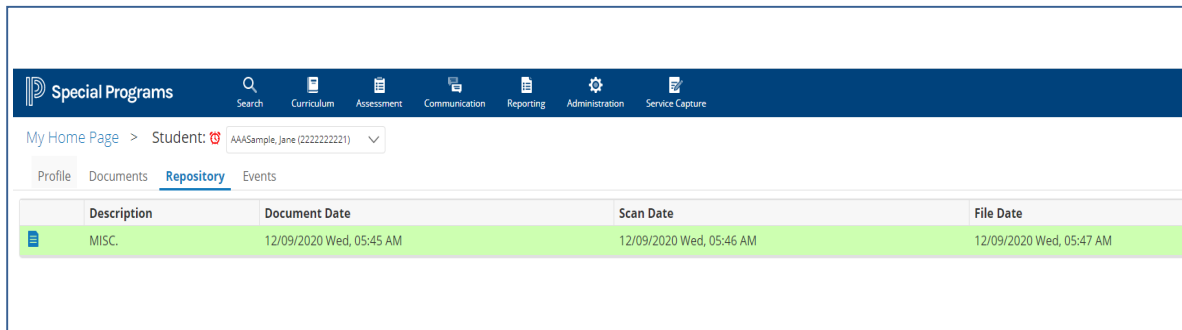 Special Programs
Search Curriculum Assessment Communication Reporting Administration Service Capture
My Home Page > Student: AAASample, Jane (2222222221)
Profile Documents Repository Events
Description Document Date Scan Date File Date
MISC. 12/09/2020 Wed, 05:45 AM 12/09/2020 Wed, 05:46 AM 12/09/2020 Wed, 05:47 AM